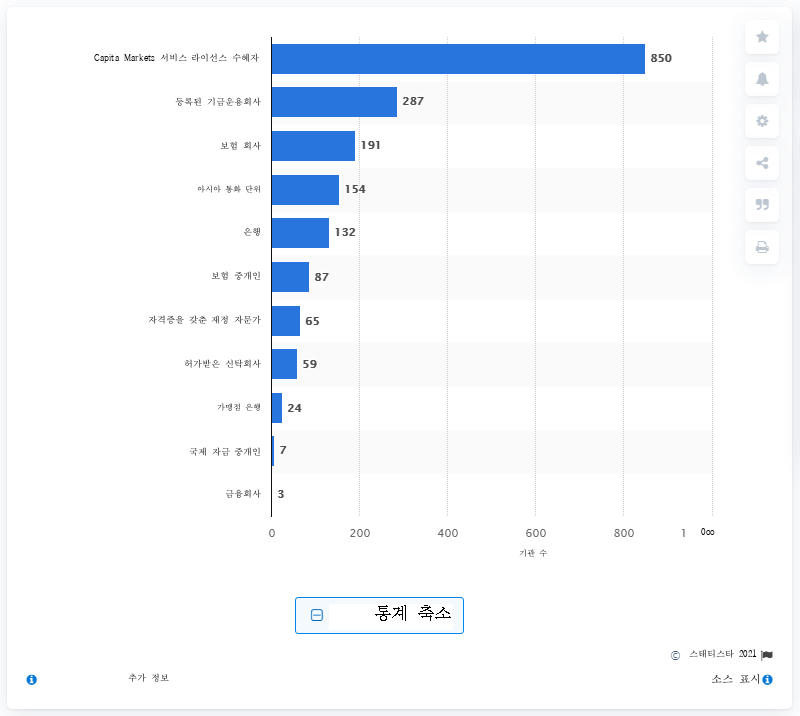 Capita Markets 서비스 라이선스 수혜자 850
등록된 기금운용회사 287
보험 회사 191
아시아 통화 단위 154
은행 132
보험 중개인 87
자격증을 갖춘 재정 자문가 65
허가받은 신탁회사 59
가맹점 은행 24
국제 자금 중개인 7
금융회사 3
0 200 400 600 800 1 000
기관 수
통계 축소
© 스태티스타 2021
추가 정보 소스 표시